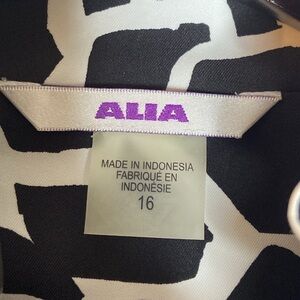 ALIA
MADE IN INDONESIA
FABRIQUÉ EN
INDONÉSIE
16